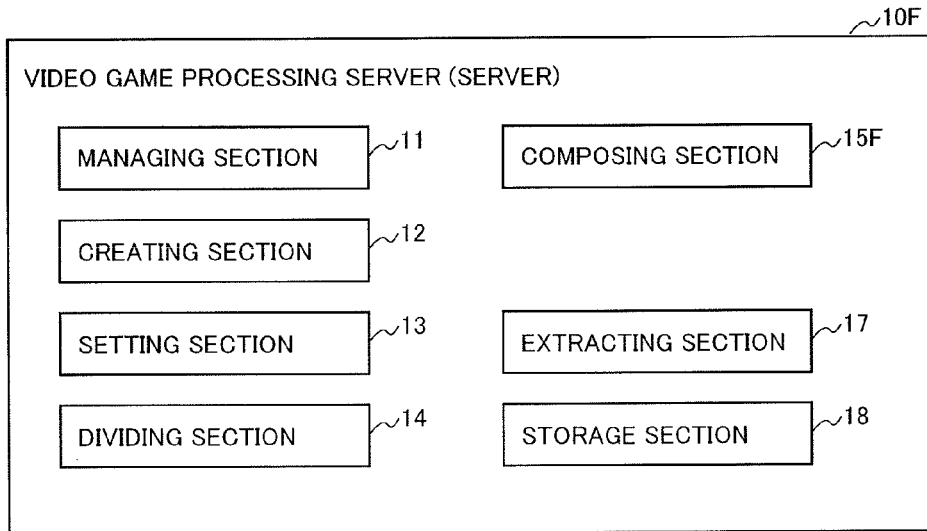 10F
VIDEO GAME PROCESSING SERVER (SERVER)
MANAGING SECTION
11
COMPOSING SECTION
15F
CREATING SECTION
12
SETTING SECTION
13
EXTRACTING SECTION
17
DIVIDING SECTION
14
STORAGE SECTION
18